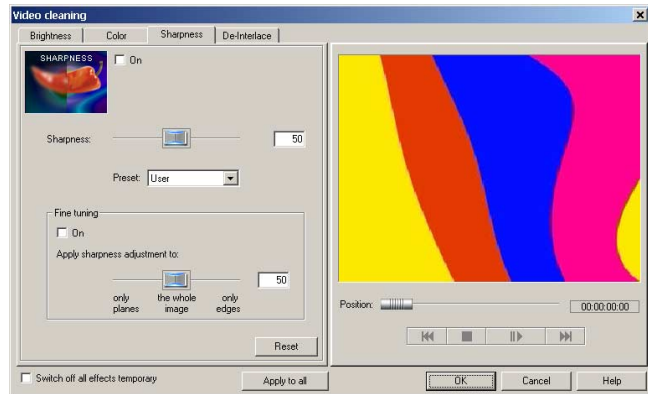 Video cleaning
Brightness Color Sharpness De-Interlace
SHARPNESS
On
Sharpness: 50
Preset: User
Fine tuning
On
Apply sharpness adjustment to:
50
only planes
the whole image
only edges
Reset
Switch off all effects temporary
Apply to all
Position: 00:00:00:00
OK Cancel Help